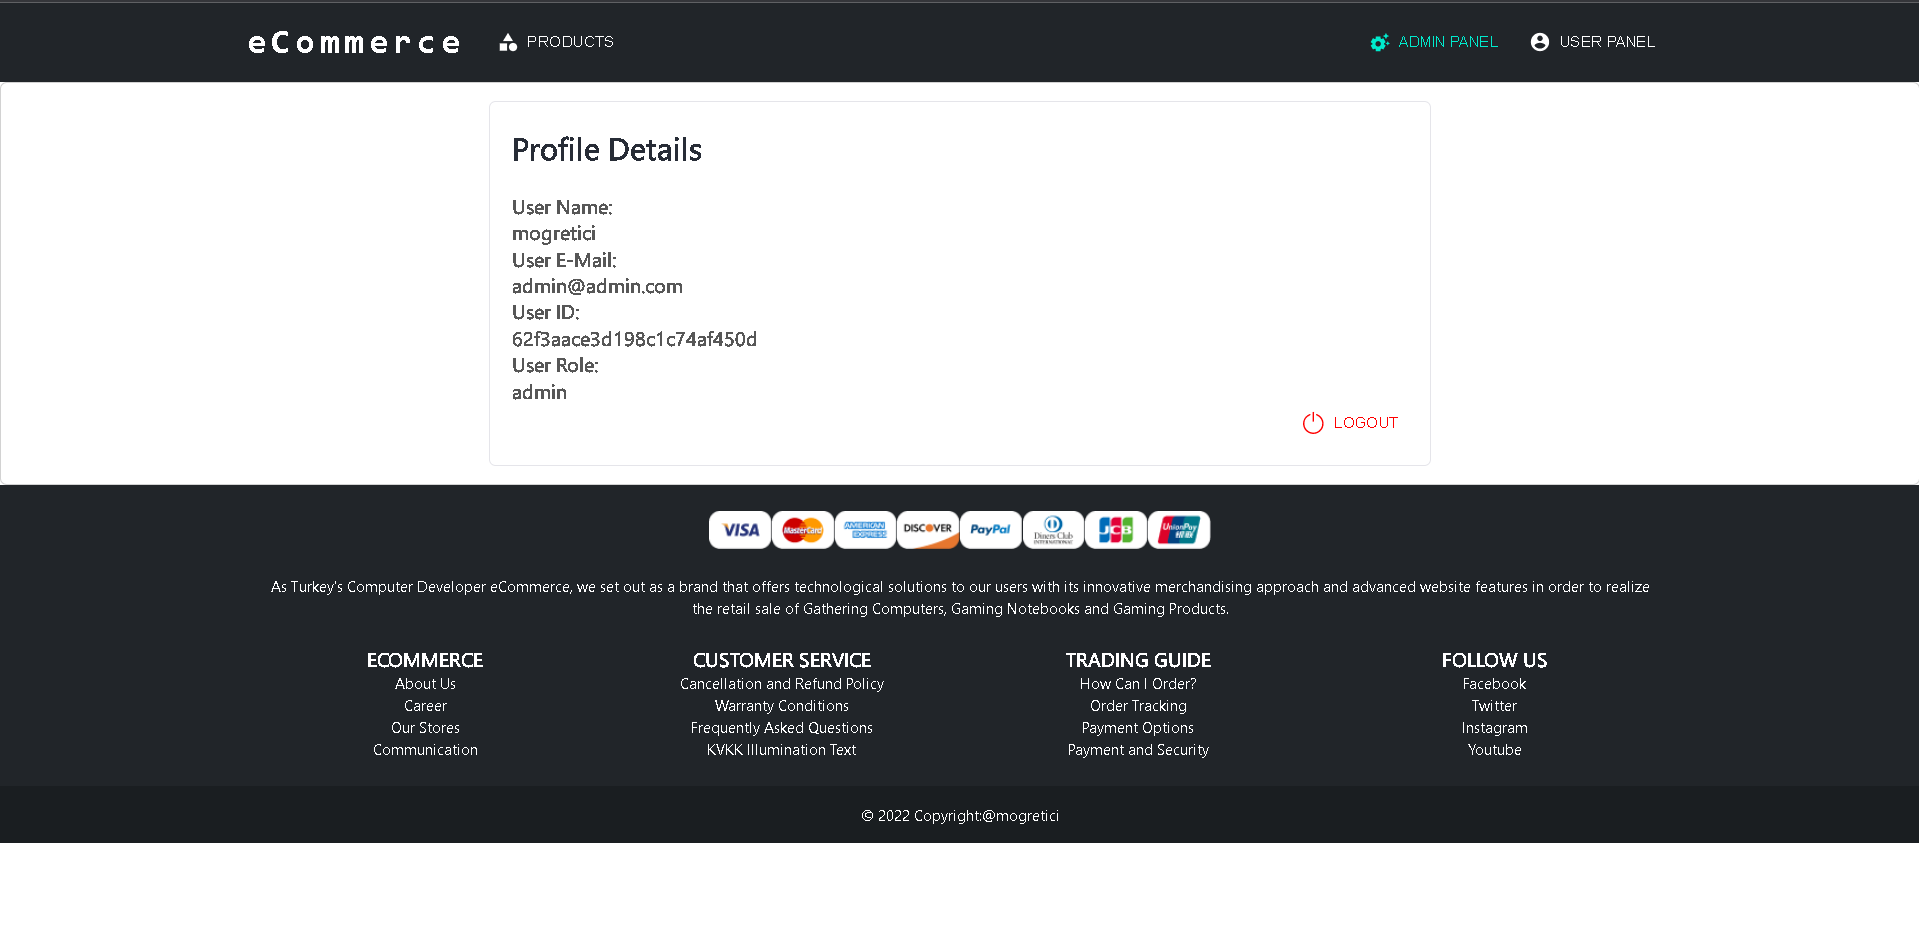 eCommerce PRODUCTS ADMIN PANEL USER PANEL
Profile Details
User Name:
mogretici
User E-Mail:
admin@admin.com
User ID:
62f3aace3d198c1c74af450d
User Role:
admin
LOGOUT
VISA MasterCard AMERICAN EXPRESS DISCOVER PayPal Diners Club INTERNATIONAL JCB UnionPay 银联
As Turkey's Computer Developer eCommerce, we set out as a brand that offers technological solutions to our users with its innovative merchandising approach and advanced website features in order to realize
the retail sale of Gathering Computers, Gaming Notebooks and Gaming Products.
ECOMMERCE
About Us
Career
Our Stores
Communication
CUSTOMER SERVICE
Cancellation and Refund Policy
Warranty Conditions
Frequently Asked Questions
KVKK Illumination Text
TRADING GUIDE
How Can I Order?
Order Tracking
Payment Options
Payment and Security
FOLLOW US
Facebook
Twitter
Instagram
Youtube
© 2022 Copyright:@mogretici